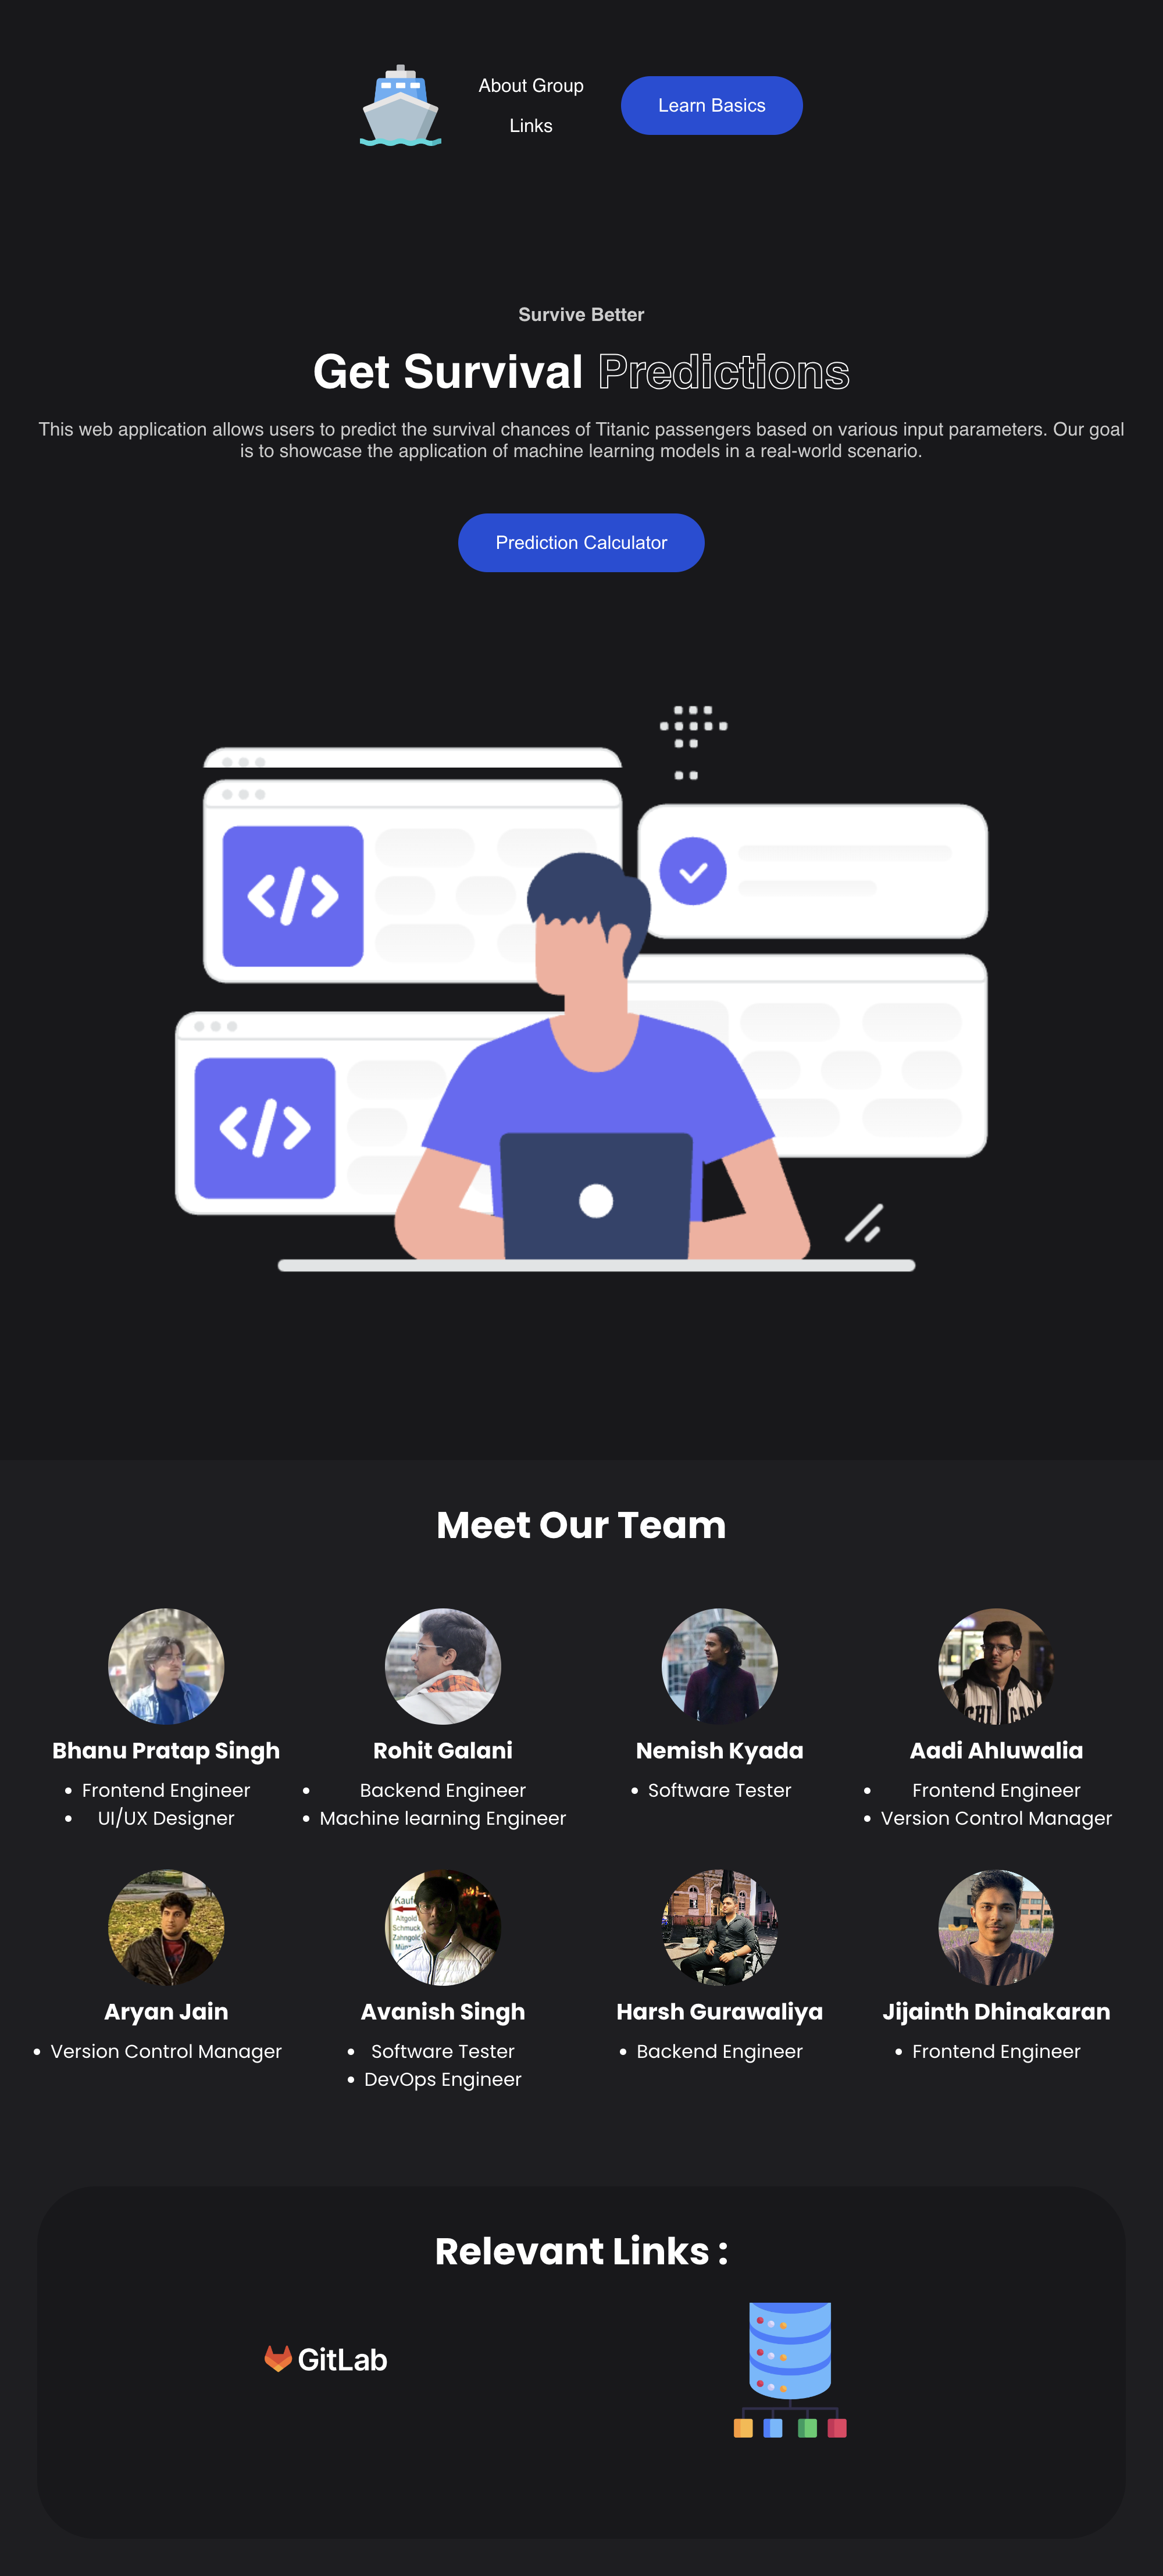 About Group
Links
Learn Basics
Survive Better
Get Survival Predictions
This web application allows users to predict the survival chances of Titanic passengers based on various input parameters. Our goal
is to showcase the application of machine learning models in a real-world scenario.
Prediction Calculator
</>
</>
Meet Our Team
Bhanu Pratap Singh
• Frontend Engineer
• UI/UX Designer
Rohit Galani
• Backend Engineer
• Machine learning Engineer
Nemish Kyada
• Software Tester
Aadi Ahluwalia
• Frontend Engineer
• Version Control Manager
Aryan Jain
• Version Control Manager
Kaufe
Altgold
Schmuck
Zahngold
Avanish Singh
• Software Tester
• DevOps Engineer
Harsh Gurawaliya
• Backend Engineer
Jijainth Dhinakaran
• Frontend Engineer
Relevant Links :
GitLab